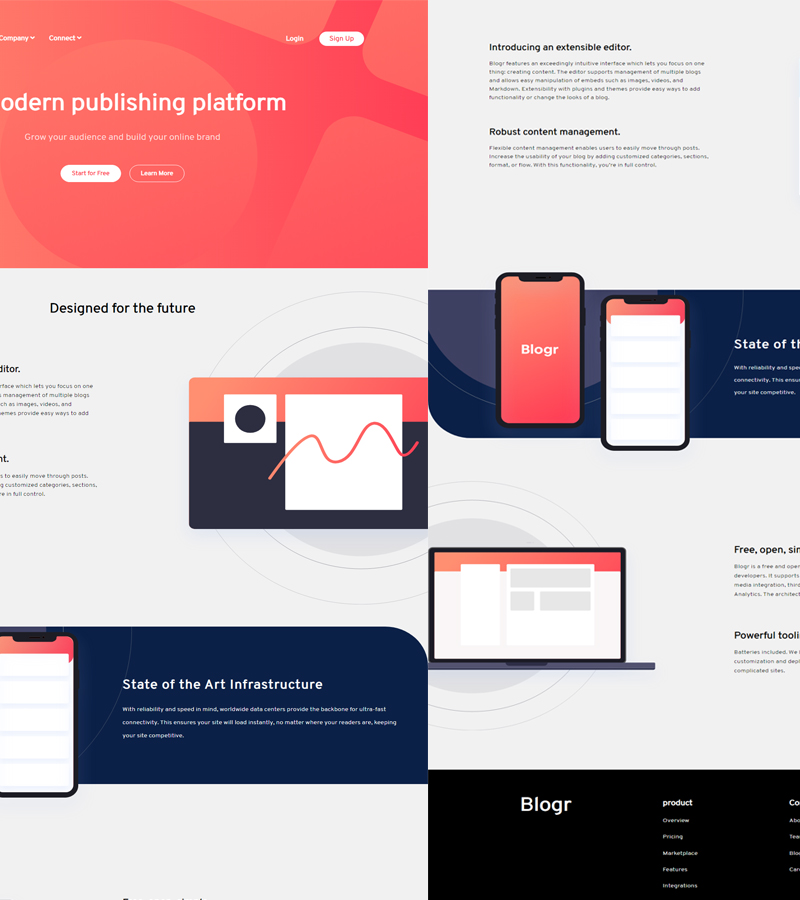 Company
Connect
Login
Sign Up
odern publishing platform
Grow your audience and build your online brand
Start for Free
Learn More
Designed for the future
ditor.
rface which lets you focus on one
s management of multiple blogs
ch as images, videos, and
hemes provide easy ways to add
nt.
s to easily move through posts.
g customized categories, sections,
re in full control.
State of the Art Infrastructure
With reliability and speed in mind, worldwide data centers provide the backbone for ultra-fast
connectivity. This ensures your site will load instantly, no matter where your readers are, keeping
your site competitive.
Introducing an extensible editor.
Blogr features an exceedingly intuitive interface which lets you focus on one
thing: creating content. The editor supports management of multiple blogs
and allows easy manipulation of embeds such as images, videos, and
Markdown. Extensibility with plugins and themes provide easy ways to add
functionality or change the looks of a blog.
Robust content management.
Flexible content management enables users to easily move through posts.
Increase the usability of your blog by adding customized categories, sections,
format, or flow. With this functionality, you're in full control.
Blogr
State of th
With reliability and spee
connectivity. This ensur
your site competitive.
Free, open, sim
Blogr is a free and open
developers. It supports
media integration, third
Analytics. The architect
Powerful tooli
Batteries included. We b
customization and depl
complicated sites.
Blogr
product
Overview
Pricing
Marketplace
Features
Integrations
Co
Abo
Tea
Blo
Car